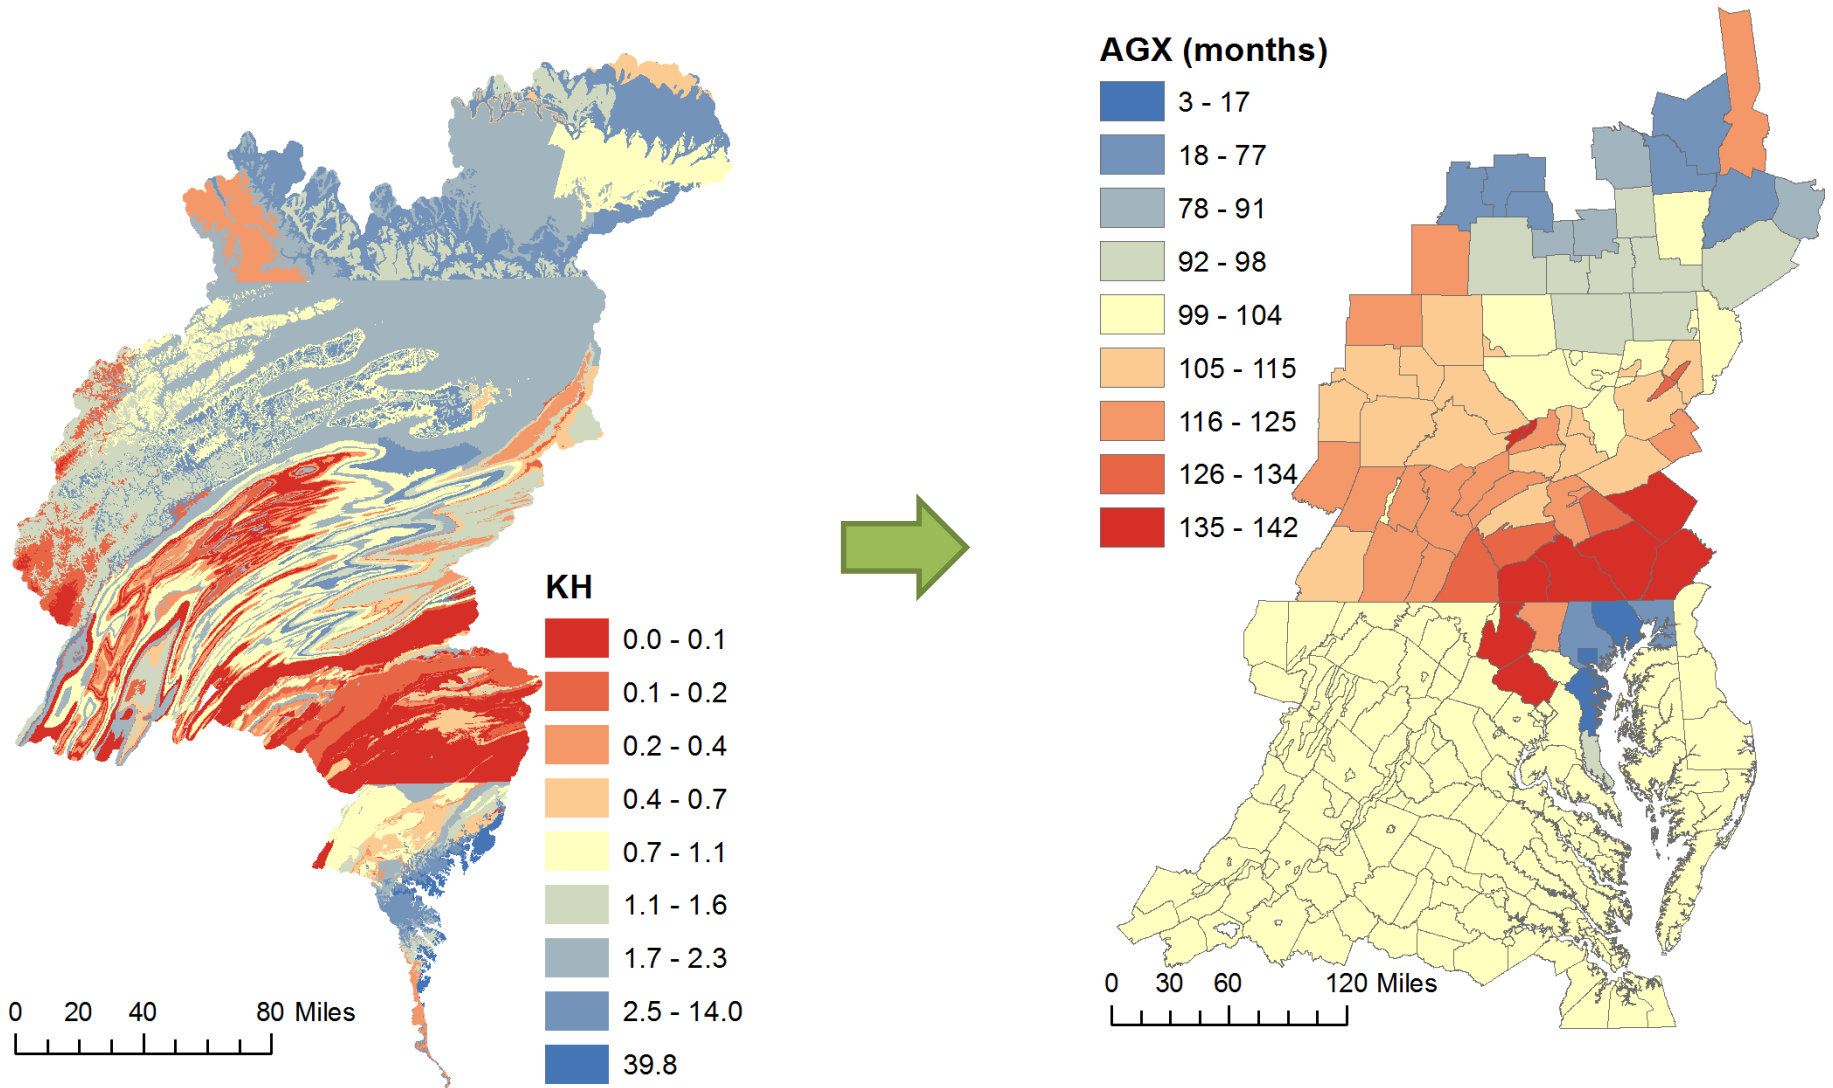 KH
0.0 - 0.1
0.1 - 0.2
0.2 - 0.4
0.4 - 0.7
0.7 - 1.1
1.1 - 1.6
1.7 - 2.3
2.5 - 14.0
39.8
0 20 40 80 Miles
AGX (months)
3 - 17
18 - 77
78 - 91
92 - 98
99 - 104
105 - 115
116 - 125
126 - 134
135 - 142
0 30 60 120 Miles